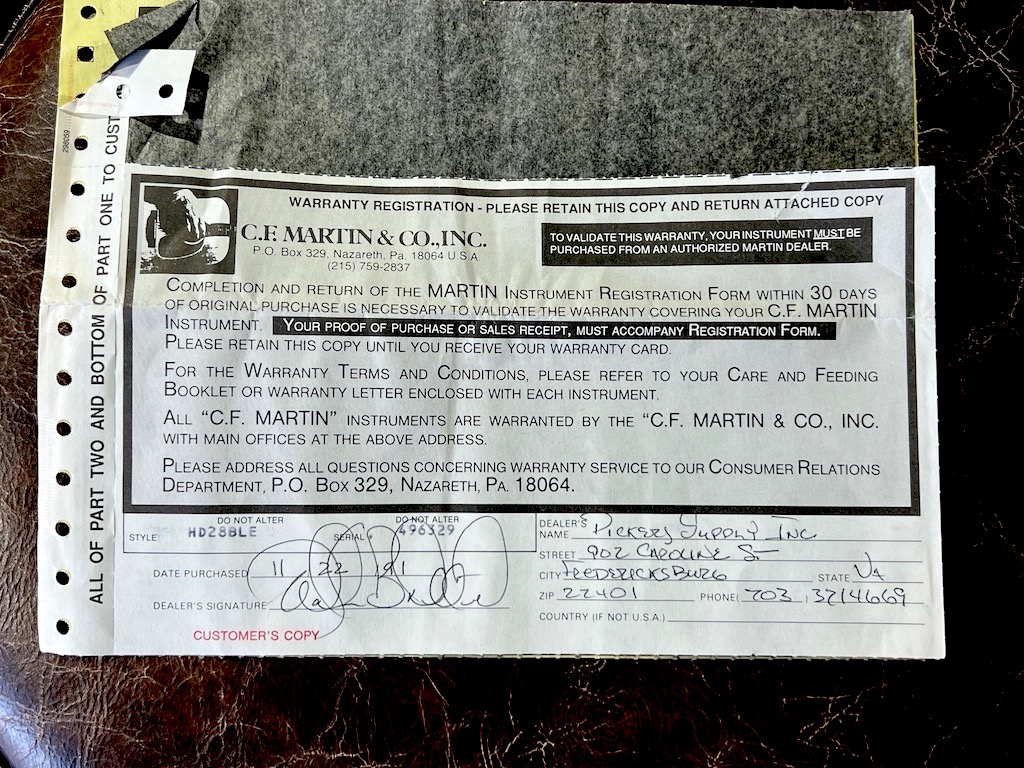 298059
ALL OF PART TWO AND BOTTOM OF PART ONE TO CUST
WARRANTY REGISTRATION - PLEASE RETAIN THIS COPY AND RETURN ATTACHED COPY
C.F. MARTIN & CO., INC.
P.O. Box 329, Nazareth, Pa. 18064 U.S.A.
(215) 759-2837
TO VALIDATE THIS WARRANTY, YOUR INSTRUMENT MUST BE
PURCHASED FROM AN AUTHORIZED MARTIN DEALER.
COMPLETION AND RETURN OF THE MARTIN INSTRUMENT REGISTRATION FORM WITHIN 30 DAYS
OF ORIGINAL PURCHASE IS NECESSARY TO VALIDATE THE WARRANTY COVERING YOUR C.F. MARTIN
INSTRUMENT. YOUR PROOF OF PURCHASE OR SALES RECEIPT, MUST ACCOMPANY REGISTRATION FORM.
PLEASE RETAIN THIS COPY UNTIL YOU RECEIVE YOUR WARRANTY CARD.
FOR THE WARRANTY TERMS AND CONDITIONS, PLEASE REFER TO YOUR CARE AND FEEDING
BOOKLET OR WARRANTY LETTER ENCLOSED WITH EACH INSTRUMENT.
ALL "C.F. MARTIN" INSTRUMENTS ARE WARRANTED BY THE "C.F. MARTIN & CO., INC.
WITH MAIN OFFICES AT THE ABOVE ADDRESS.
PLEASE ADDRESS ALL QUESTIONS CONCERNING WARRANTY SERVICE TO OUR CONSUMER RELATIONS
DEPARTMENT, P.O. BOX 329, NAZARETH, PA. 18064.
DO NOT ALTER DO NOT ALTER
STYLE HD28BLE SERIAL # 496329
DATE PURCHASED 11 22 91
DEALER'S SIGNATURE
CUSTOMER'S COPY
DEALER'S
NAME Pickers Supply Inc
STREET 902 CAROLINE St
CITY FREDERICKSBURG STATE VA
ZIP 22401 PHONE (703) 3714669
COUNTRY (IF NOT U.S.A.)